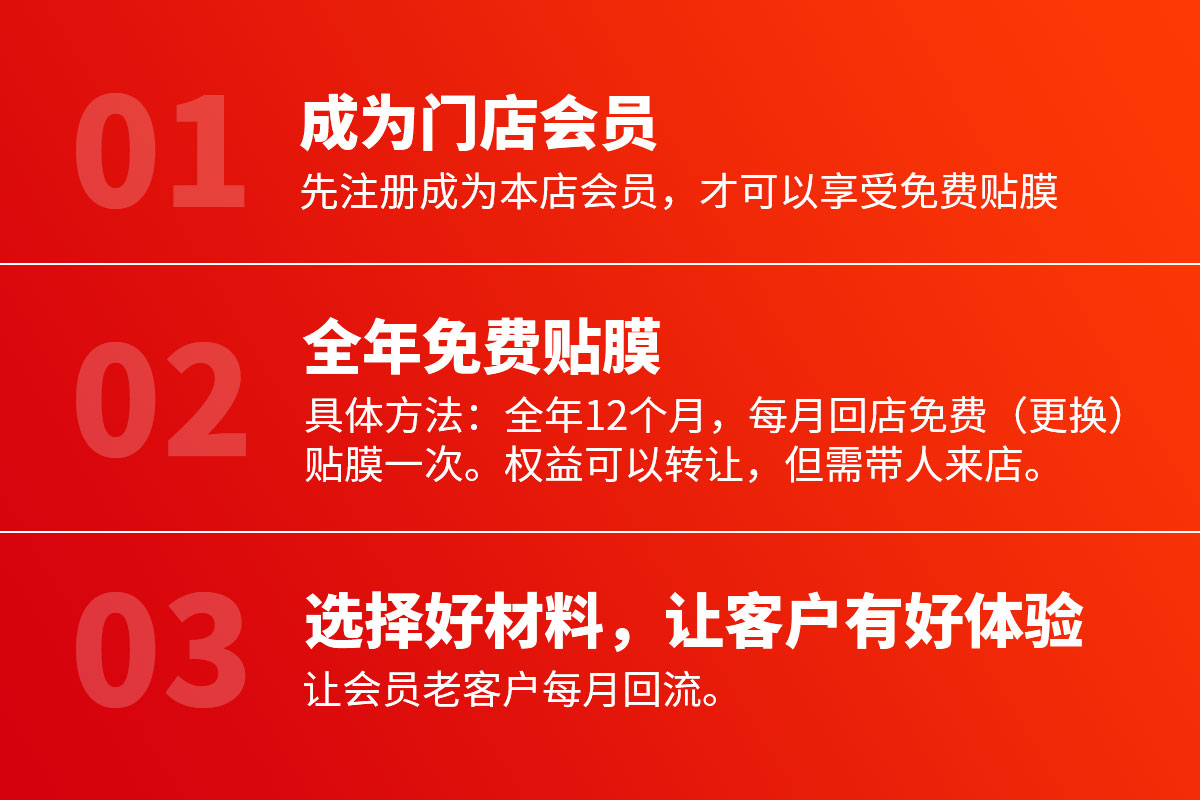 01
成为门店会员
先注册成为本店会员，才可以享受免费贴膜
02
全年免费贴膜
具体方法：全年12个月，每月回店免费（更换）
贴膜一次。权益可以转让，但需带人来店。
03
选择好材料，让客户有好体验
让会员老客户每月回流。